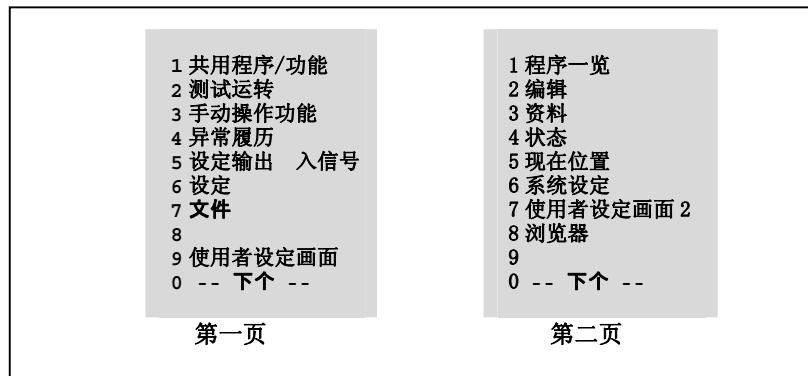 1 共用程序/功能
2 测试运转
3 手动操作功能
4 异常履历
5 设定输出 入信号
6 设定
7 文件
8
9 使用者设定画面
0 -- 下个 --
第一页
1 程序一览
2 编辑
3 资料
4 状态
5 现在位置
6 系统设定
7 使用者设定画面 2
8 浏览器
9
0 -- 下个 --
第二页